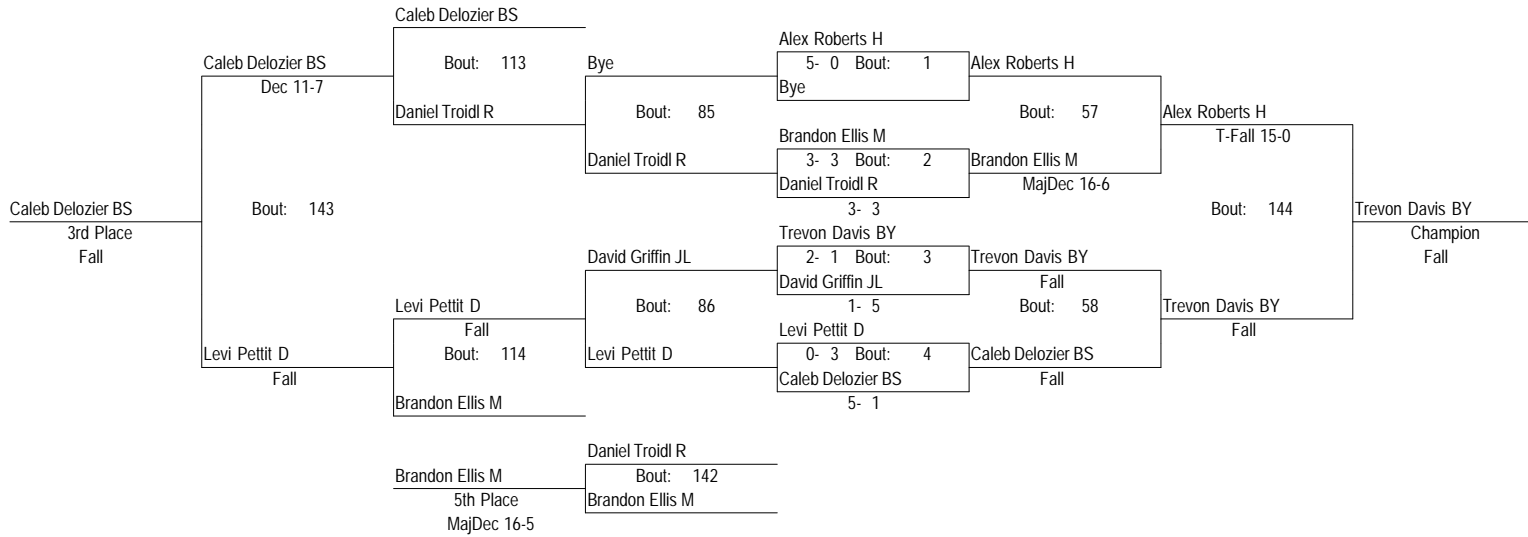 Caleb Delozier BS
Alex Roberts H
Caleb Delozier BS Bout: 113 Bye 5- 0 Bout: 1 Alex Roberts H
Dec 11-7 Bye
Daniel Troidl R Bout: 85 Bout: 57 Alex Roberts H
Brandon Ellis M T-Fall 15-0
Daniel Troidl R 3- 3 Bout: 2 Brandon Ellis M
Daniel Troidl R MajDec 16-6
Caleb Delozier BS Bout: 143 3- 3 Bout: 144 Trevon Davis BY
3rd Place Trevon Davis BY Champion
Fall David Griffin JL 2- 1 Bout: 3 Trevon Davis BY Fall
David Griffin JL Fall
Levi Pettit D Bout: 86 1- 5 Bout: 58 Trevon Davis BY
Fall Levi Pettit D Fall
Levi Pettit D Bout: 114 Levi Pettit D 0- 3 Bout: 4 Caleb Delozier BS
Fall Caleb Delozier BS Fall
Brandon Ellis M 5- 1
Daniel Troidl R
Brandon Ellis M Bout: 142
5th Place Brandon Ellis M
MajDec 16-5